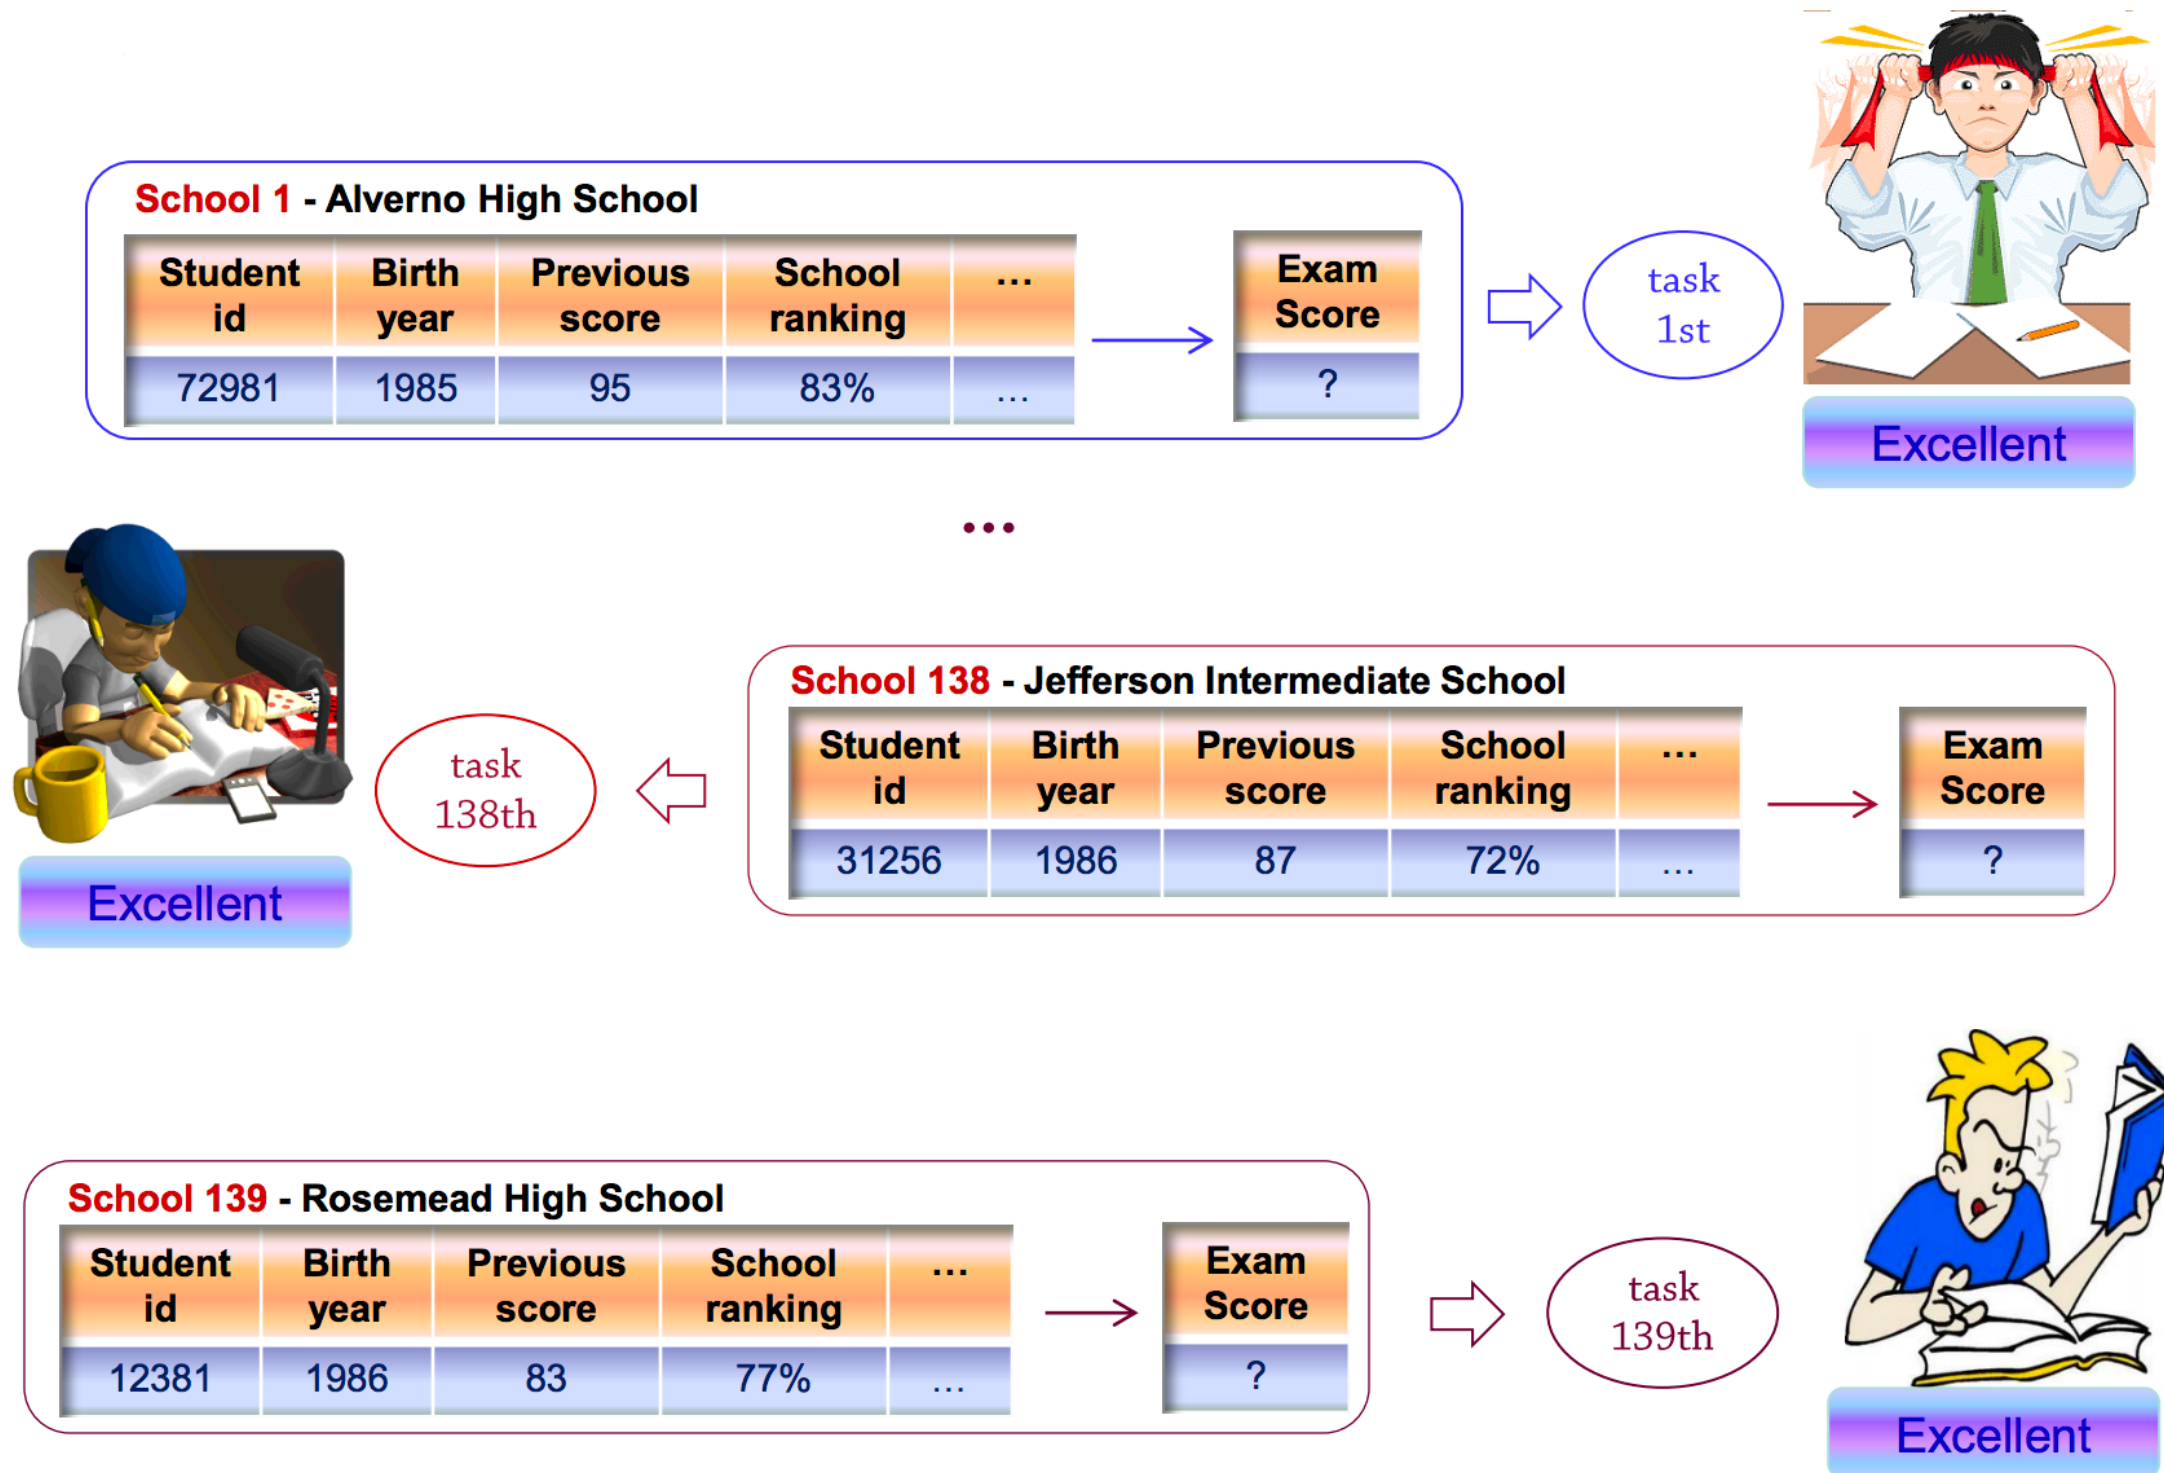 School 1 - Alverno High School
Student id Birth year Previous score School ranking ... Exam Score
72981 1985 95 83% ... ?
task 1st
Excellent
...
School 138 - Jefferson Intermediate School
Student id Birth year Previous score School ranking ... Exam Score
31256 1986 87 72% ... ?
task 138th
Excellent
School 139 - Rosemead High School
Student id Birth year Previous score School ranking ... Exam Score
12381 1986 83 77% ... ?
task 139th
Excellent